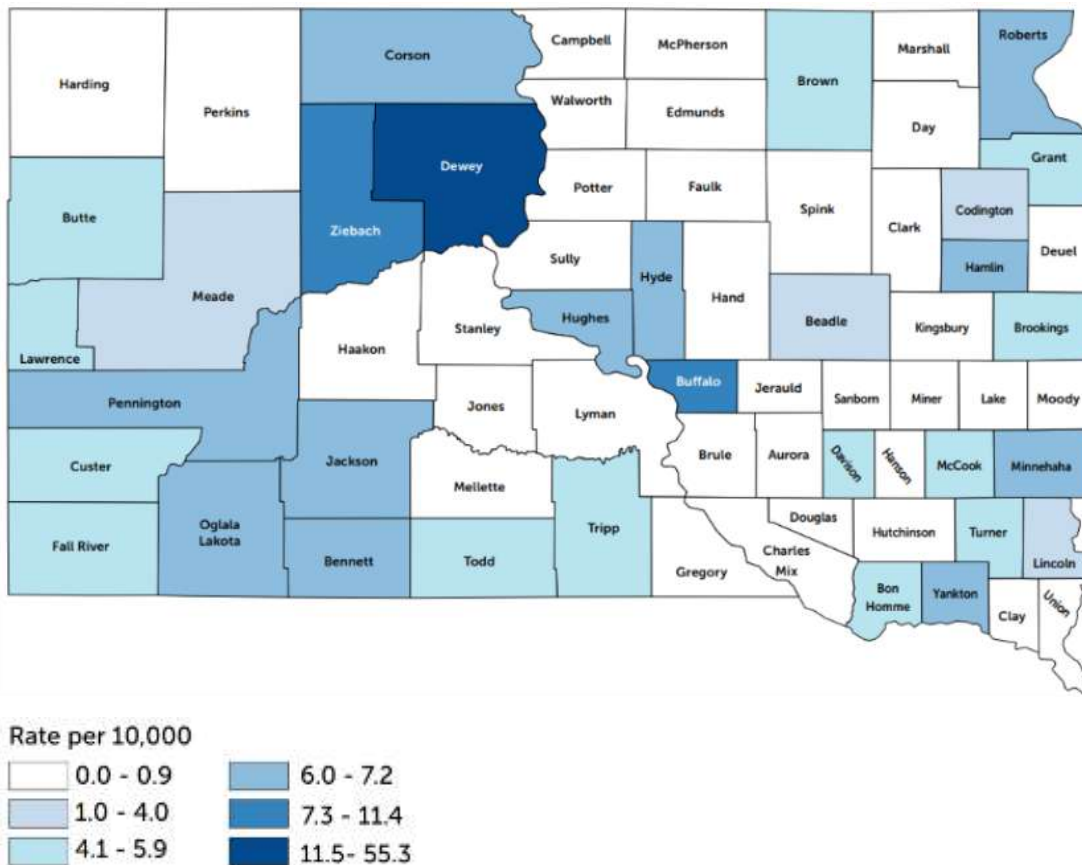 Harding
Perkins
Corson
Campbell
McPherson
Brown
Marshall
Roberts
Walworth
Edmunds
Day
Dewey
Grant
Butte
Ziebach
Potter
Faulk
Spink
Clark
Codington
Deuel
Hamlin
Meade
Sully
Hyde
Hand
Hughes
Stanley
Beadle
Kingsbury
Brookings
Lawrence
Haakon
Pennington
Jones
Lyman
Buffalo
Jerauld
Sanborn
Miner
Lake
Moody
Custer
Jackson
Mellette
Brule
Aurora
Davison
Hanson
McCook
Minnehaha
Fall River
Oglala
Lakota
Bennett
Todd
Tripp
Gregory
Charles
Mix
Douglas
Hutchinson
Turner
Lincoln
Bon
Homme
Yankton
Clay
Union
Rate per 10,000
0.0 - 0.9
1.0 - 4.0
4.1 - 5.9
6.0 - 7.2
7.3 - 11.4
11.5- 55.3